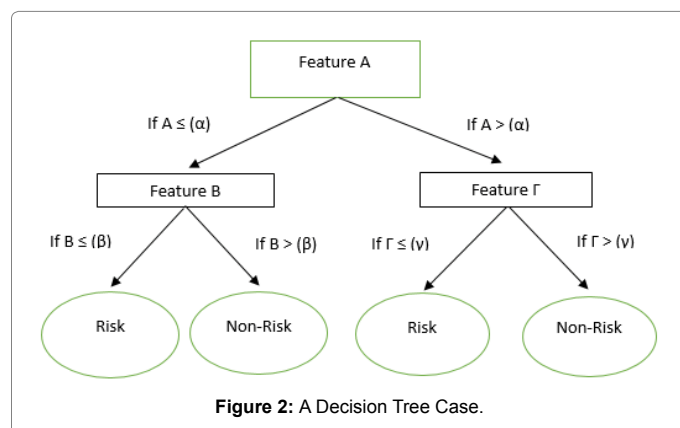 Feature A
If A ≤ (α)
If A > (α)
Feature B
Feature Γ
If B ≤ (β)
If B > (β)
If Γ ≤ (γ)
If Γ > (γ)
Risk
Non-Risk
Risk
Non-Risk
Figure 2: A Decision Tree Case.